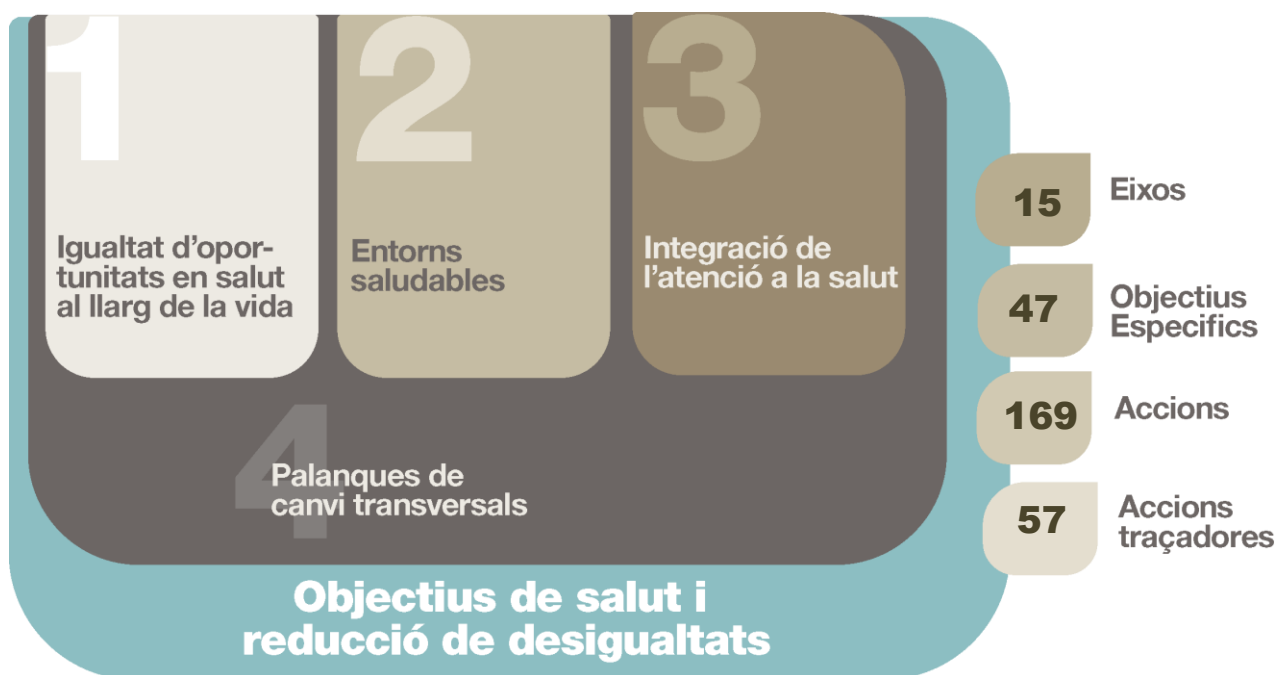 1
Igualtat d'opor-
tunitats en salut
al llarg de la vida
2
Entorns
saludables
3
Integració de
l'atenció a la salut
4
Palanques de
canvi transversals
Objectius de salut i
reducció de desigualtats
15
Eixos
47
Objectius
Especifics
169
Accions
57
Accions
traçadores